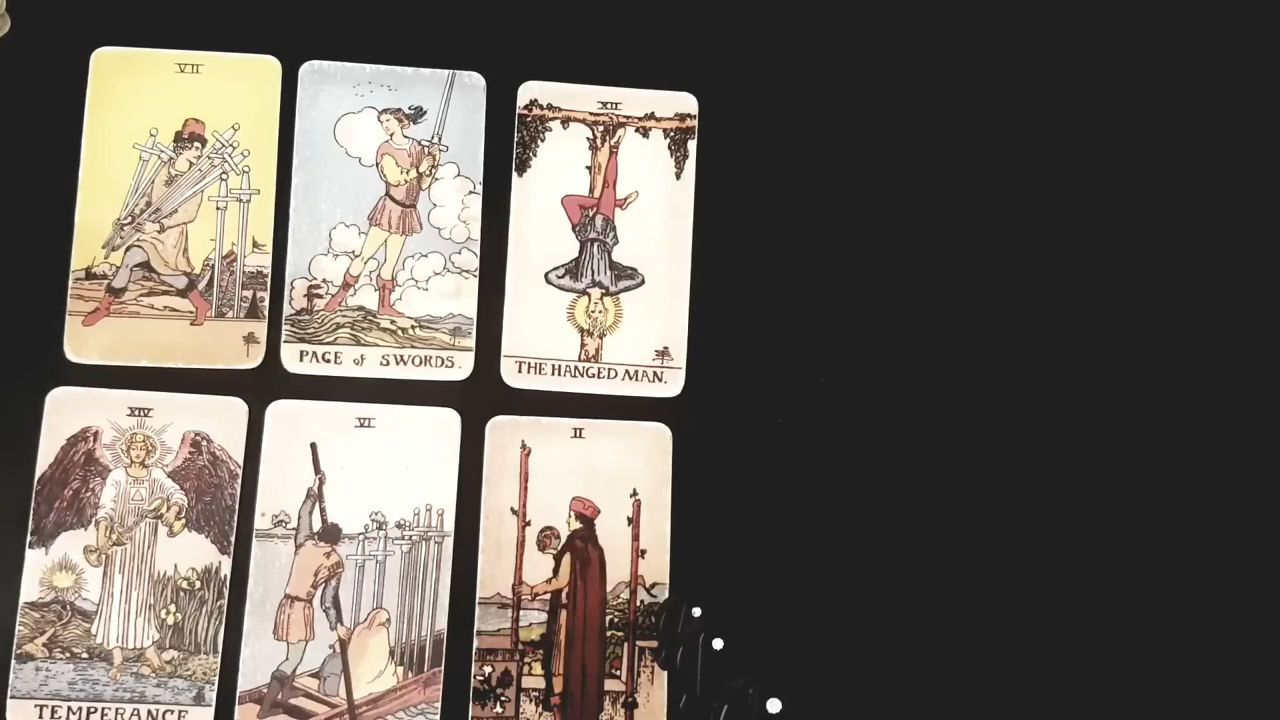 VII
PAGE of SWORDS.
XII
THE HANGED MAN.
XIV
TEMPERANCE
VI
II